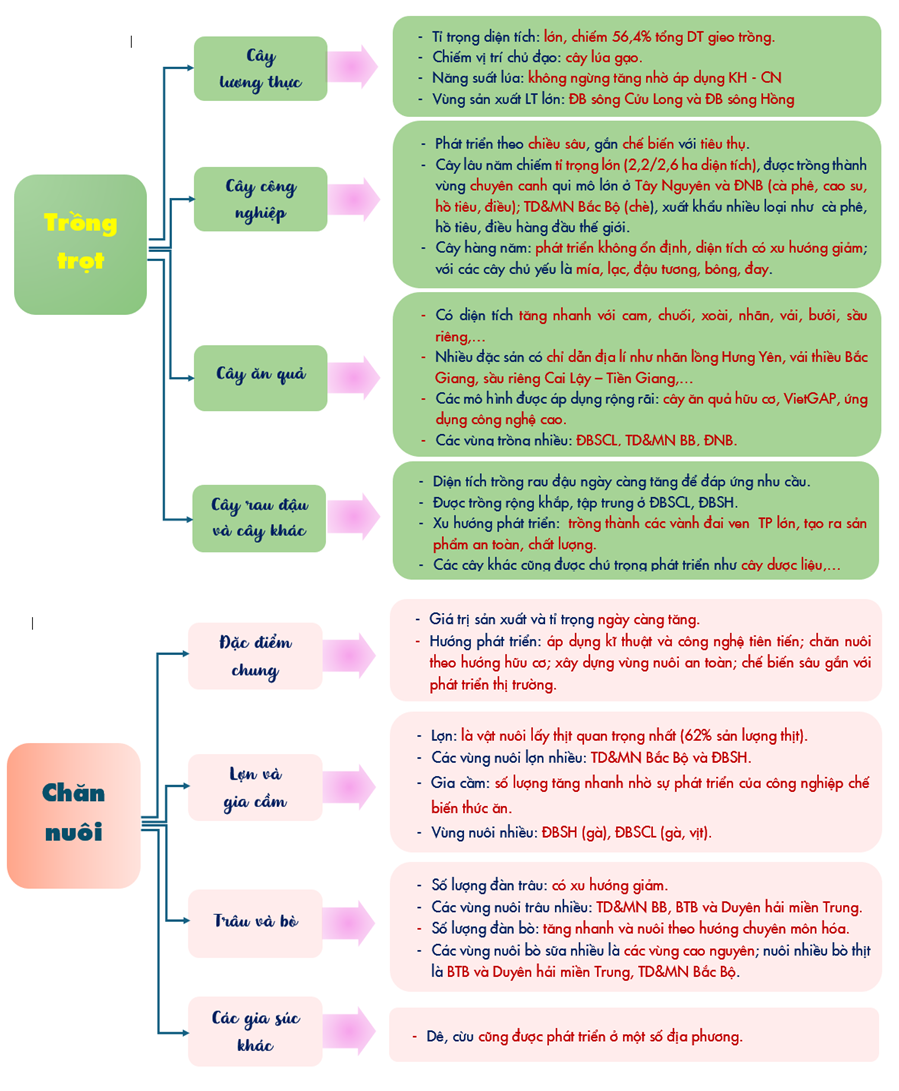 Trồng
trọt
Cây
lương thực
- Tỉ trọng diện tích: lớn, chiếm 56,4% tổng DT gieo trồng.
- Chiếm vị trí chủ đạo: cây lúa gạo.
- Năng suất lúa: không ngừng tăng nhờ áp dụng KH - CN
- Vùng sản xuất LT lớn: ĐB sông Cửu Long và ĐB sông Hồng
Cây công
nghiệp
- Phát triển theo chiều sâu, gắn chế biến với tiêu thụ.
- Cây lâu năm chiếm tỉ trọng lớn (2,2/2,6 ha diện tích), được trồng thành
vùng chuyên canh qui mô lớn ở Tây Nguyên và ĐNB (cà phê, cao su,
hồ tiêu, điều); TD&MN Bắc Bộ (chè), xuất khẩu nhiều loại như cà phê,
hồ tiêu, điều hàng đầu thế giới.
- Cây hàng năm: phát triển không ổn định, diện tích có xu hướng giảm;
với các cây chủ yếu là mía, lạc, đậu tương, bông, đay.
Cây ăn quả
- Có diện tích tăng nhanh với cam, chuối, xoài, nhãn, vải, bưởi, sầu
riêng,...
- Nhiều đặc sản có chỉ dẫn địa lí như nhãn lồng Hưng Yên, vải thiều Bắc
Giang, sầu riêng Cai Lậy – Tiền Giang,...
- Các mô hình được áp dụng rộng rãi: cây ăn quả hữu cơ, VietGAP, ứng
dụng công nghệ cao.
- Các vùng trồng nhiều: ĐBSCL, TD&MN BB, ĐNB.
Cây rau đậu
và cây khác
- Diện tích trồng rau đậu ngày càng tăng để đáp ứng nhu cầu.
- Được trồng rộng khắp, tập trung ở ĐBSCL, ĐBSH.
- Xu hướng phát triển: trồng thành các vành đai ven TP lớn, tạo ra sản
phẩm an toàn, chất lượng.
- Các cây khác cũng được chú trọng phát triển như cây dược liệu,...
Chăn
nuôi
Đặc điểm
chung
- Giá trị sản xuất và tỉ trọng ngày càng tăng.
- Hướng phát triển: áp dụng kĩ thuật và công nghệ tiên tiến; chăn nuôi
theo hướng hữu cơ; xây dựng vùng nuôi an toàn; chế biến sâu gắn với
phát triển thị trường.
Lợn và
gia cầm
- Lợn: là vật nuôi lấy thịt quan trọng nhất (62% sản lượng thịt).
- Các vùng nuôi lợn nhiều: TD&MN Bắc Bộ và ĐBSH.
- Gia cầm: số lượng tăng nhanh nhờ sự phát triển của công nghiệp chế
biến thức ăn.
- Vùng nuôi nhiều: ĐBSH (gà), ĐBSCL (gà, vịt).
Trâu và bò
- Số lượng đàn trâu: có xu hướng giảm.
- Các vùng nuôi trâu nhiều: TD&MN BB, BTB và Duyên hải miền Trung.
- Số lượng đàn bò: tăng nhanh và nuôi theo hướng chuyên môn hóa.
- Các vùng nuôi bò sữa nhiều là các vùng cao nguyên; nuôi nhiều bò thịt
là BTB và Duyên hải miền Trung, TD&MN Bắc Bộ.
Các gia súc
khác
- Dê, cừu cũng được phát triển ở một số địa phương.